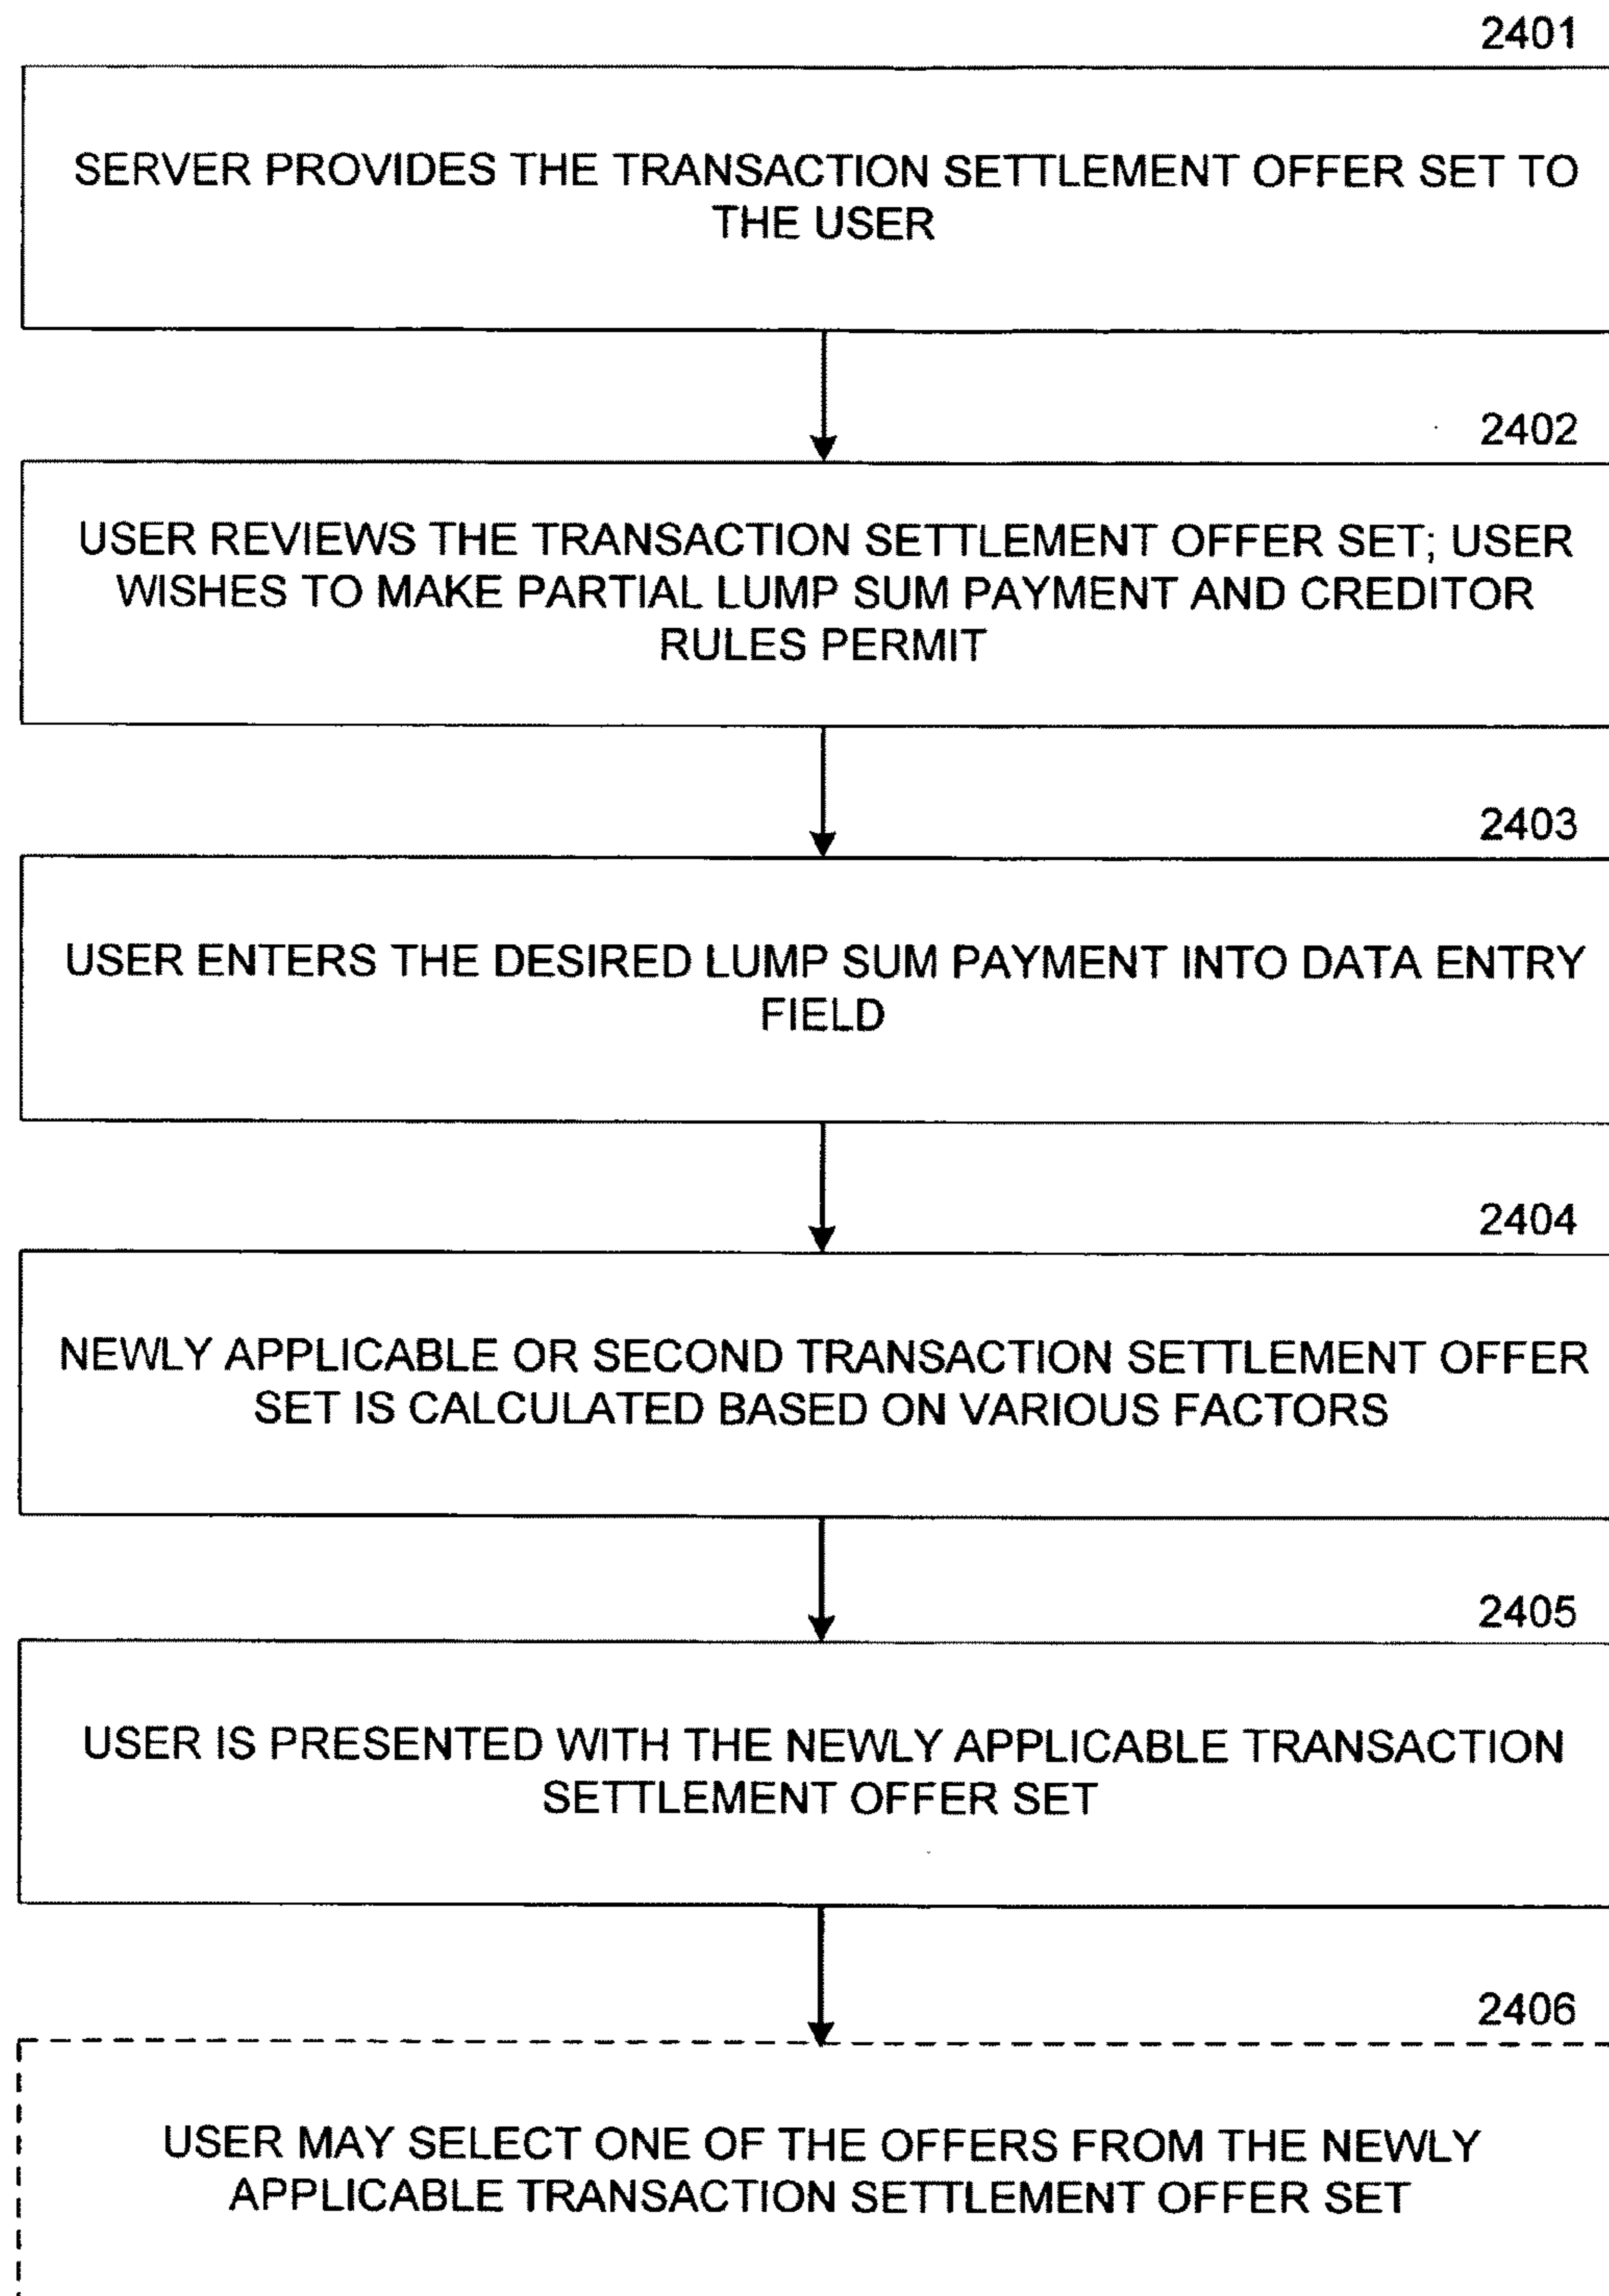 2401
SERVER PROVIDES THE TRANSACTION SETTLEMENT OFFER SET TO
THE USER
2402
USER REVIEWS THE TRANSACTION SETTLEMENT OFFER SET; USER
WISHES TO MAKE PARTIAL LUMP SUM PAYMENT AND CREDITOR
RULES PERMIT
2403
USER ENTERS THE DESIRED LUMP SUM PAYMENT INTO DATA ENTRY
FIELD
2404
NEWLY APPLICABLE OR SECOND TRANSACTION SETTLEMENT OFFER
SET IS CALCULATED BASED ON VARIOUS FACTORS
2405
USER IS PRESENTED WITH THE NEWLY APPLICABLE TRANSACTION
SETTLEMENT OFFER SET
2406
USER MAY SELECT ONE OF THE OFFERS FROM THE NEWLY
APPLICABLE TRANSACTION SETTLEMENT OFFER SET